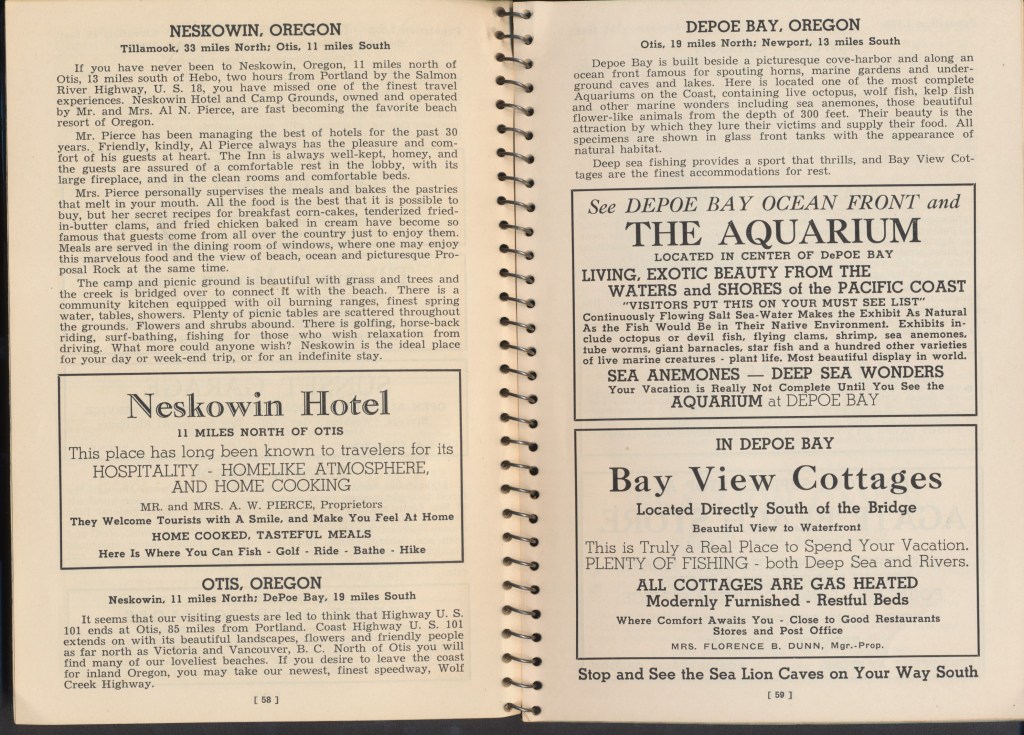 NESKOWIN, OREGON
Tillamook, 33 miles North; Otis, 11 miles South
If you have never been to Neskowin, Oregon, 11 miles north of
Otis, 13 miles south of Hebo, two hours from Portland by the Salmon
River Highway, U. S. 18, you have missed one of the finest travel
experiences. Neskowin Hotel and Camp Grounds, owned and operated
by Mr. and Mrs. Al N. Pierce, are fast becoming the favorite beach
resort of Oregon.
Mr. Pierce has been managing the best of hotels for the past 30
years. Friendly, kindly, Al Pierce always has the pleasure and com-
fort of his guests at heart. The Inn is always well-kept, homey, and
the guests are assured of a comfortable rest in the lobby, with its
large fireplace, and in the clean rooms and comfortable beds.
Mrs. Pierce personally supervises the meals and bakes the pastries
that melt in your mouth. All the food is the best that it is possible to
buy, but her secret recipes for breakfast corn-cakes, tenderized fried-
in-butter clams, and fried chicken baked in cream have become so
famous that guests come from all over the country just to enjoy them.
Meals are served in the dining room of windows, where one may enjoy
this marvelous food and the view of beach, ocean and picturesque Pro-
posal Rock at the same time.
The camp and picnic ground is beautiful with grass and trees and
the creek is bridged over to connect it with the beach. There is a
community kitchen equipped with oil burning ranges, finest spring
water, tables, showers. Plenty of picnic tables are scattered throughout
the grounds. Flowers and shrubs abound. There is golfing, horse-back
riding, surf-bathing, fishing for those who wish relaxation from
driving. What more could anyone wish? Neskowin is the ideal place
for your day or week-end trip, or for an indefinite stay.
Neskowin Hotel
11 MILES NORTH OF OTIS
This place has long been known to travelers for its
HOSPITALITY - HOMELIKE ATMOSPHERE,
AND HOME COOKING
MR. and MRS. A. W. PIERCE, Proprietors
They Welcome Tourists with A Smile, and Make You Feel At Home
HOME COOKED, TASTEFUL MEALS
Here Is Where You Can Fish - Golf - Ride - Bathe - Hike
OTIS, OREGON
Neskowin, 11 miles North; DePoe Bay, 19 miles South
It seems that our visiting guests are led to think that Highway U. S.
101 ends at Otis, 85 miles from Portland. Coast Highway U. S. 101
extends on with its beautiful landscapes, flowers and friendly people
as far north as Victoria and Vancouver, B. C. North of Otis you will
find many of our loveliest beaches. If you desire to leave the coast
for inland Oregon, you may take our newest, finest speedway, Wolf
Creek Highway.
[ 58 ]
DEPOE BAY, OREGON
Otis, 19 miles North; Newport, 13 miles South
Depoe Bay is built beside a picturesque cove-harbor and along an
ocean front famous for spouting horns, marine gardens and under-
ground caves and lakes. Here is located one of the most complete
Aquariums on the Coast, containing live octopus, wolf fish, kelp fish
and other marine wonders including sea anemones, those beautiful
flower-like animals from the depth of 300 feet. Their beauty is the
attraction by which they lure their victims and supply their food. All
specimens are shown in glass front tanks with the appearance of
natural habitat.
Deep sea fishing provides a sport that thrills, and Bay View Cot-
tages are the finest accommodations for rest.
See DEPOE BAY OCEAN FRONT and
THE AQUARIUM
LOCATED IN CENTER OF DePOE BAY
LIVING, EXOTIC BEAUTY FROM THE
WATERS and SHORES of the PACIFIC COAST
"VISITORS PUT THIS ON YOUR MUST SEE LIST"
Continuously Flowing Salt Sea-Water Makes the Exhibit As Natural
As the Fish Would Be in Their Native Environment. Exhibits in-
clude octopus or devil fish, flying clams, shrimp, sea anemones,
tube worms, giant barnacles, star fish and a hundred other varieties
of live marine creatures - plant life. Most beautiful display in world.
SEA ANEMONES — DEEP SEA WONDERS
Your Vacation is Really Not Complete Until You See the
AQUARIUM at DEPOE BAY
IN DEPOE BAY
Bay View Cottages
Located Directly South of the Bridge
Beautiful View to Waterfront
This is Truly a Real Place to Spend Your Vacation.
PLENTY OF FISHING - both Deep Sea and Rivers.
ALL COTTAGES ARE GAS HEATED
Modernly Furnished - Restful Beds
Where Comfort Awaits You - Close to Good Restaurants
Stores and Post Office
MRS. FLORENCE B. DUNN, Mgr.-Prop.
Stop and See the Sea Lion Caves on Your Way South
[ 59 ]